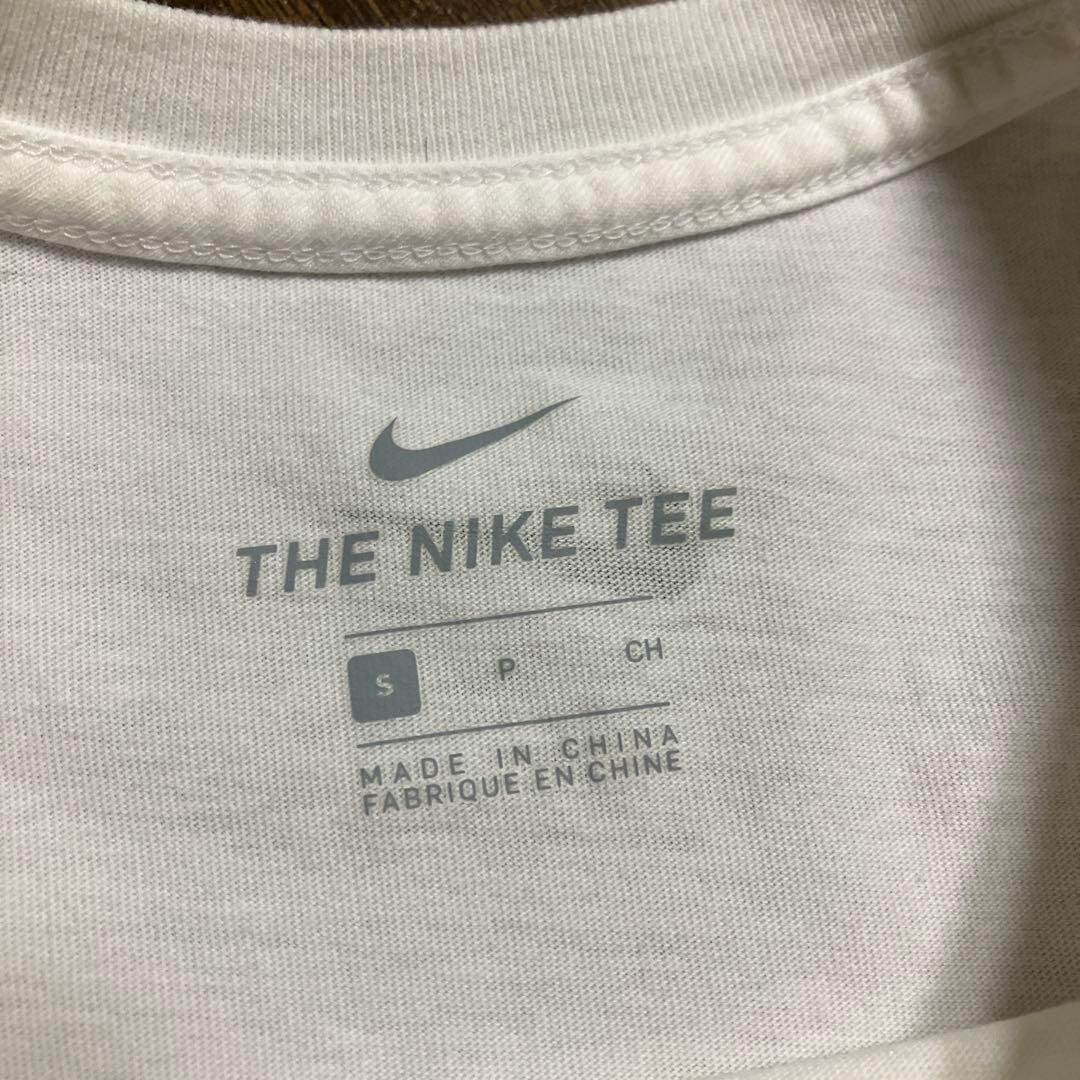 THE NIKE TEE
S P CH
MADE IN CHINA
FABRIQUE EN CHINE